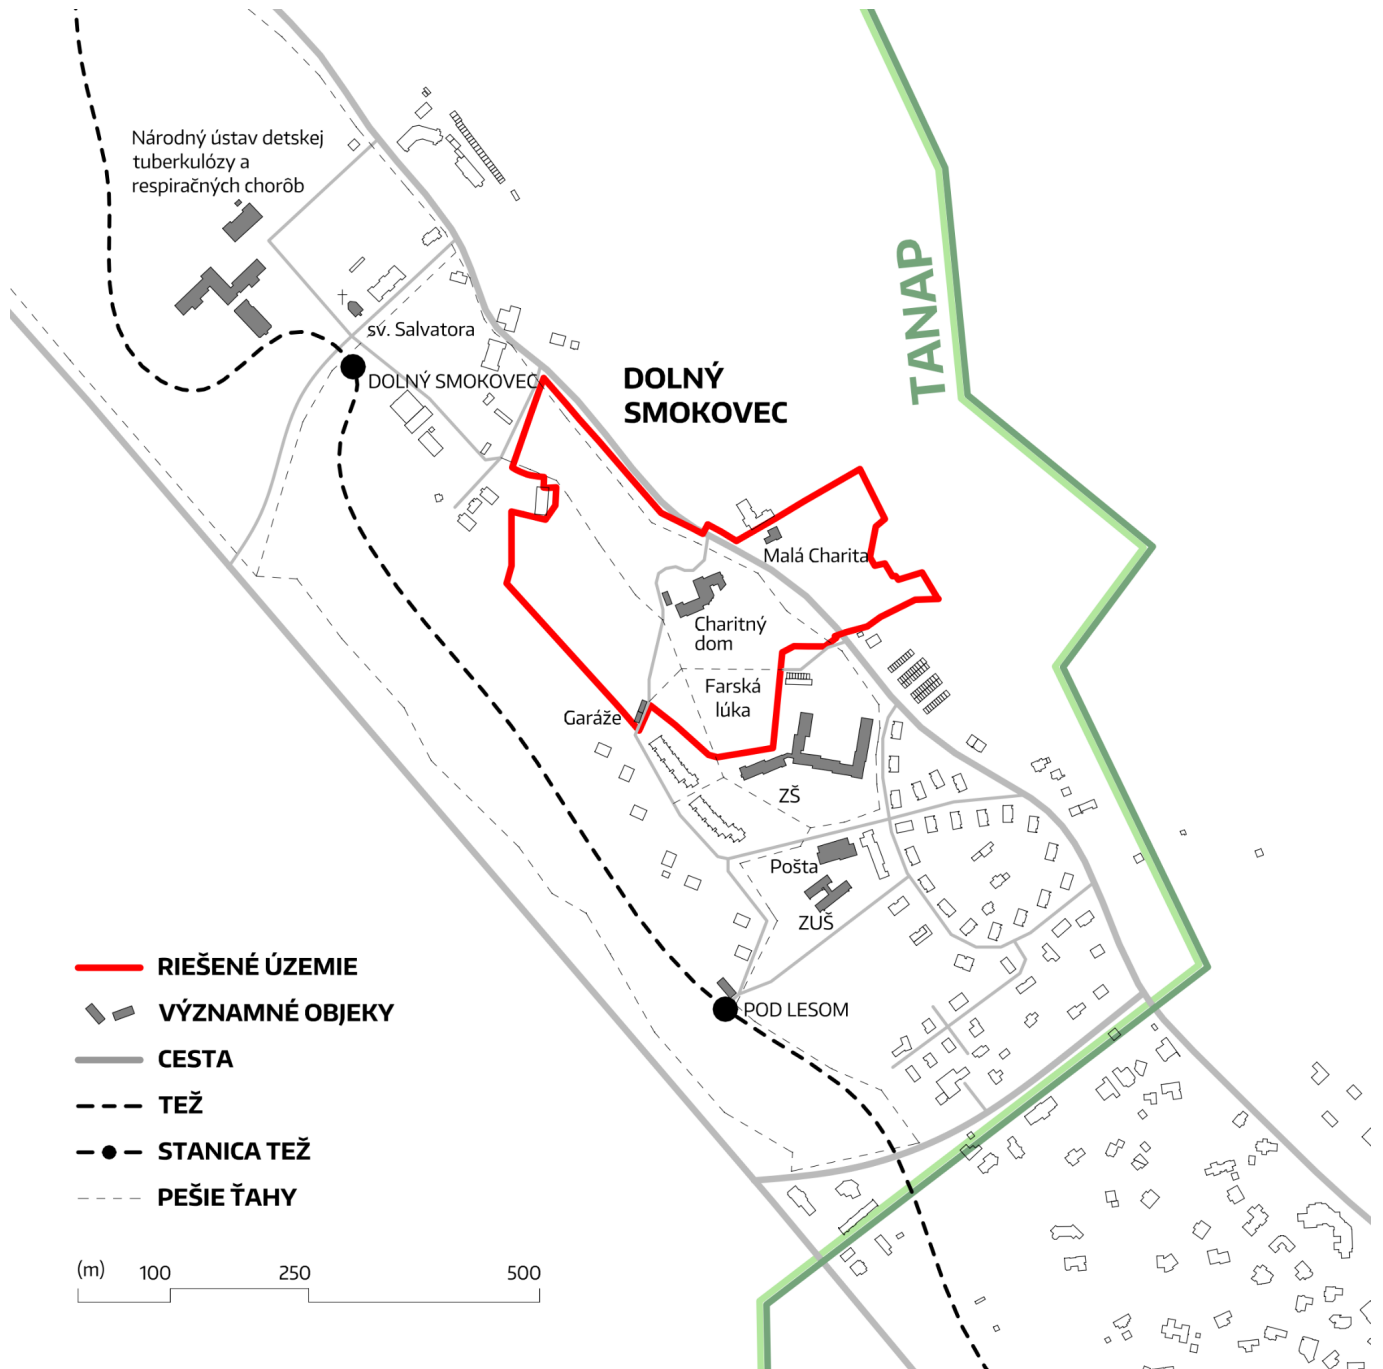 Národný ústav detskej
tuberkulózy a
respiračných chorôb
TANAP
sv. Salvatora
DOLNÝ SMOKOVEC
DOLNÝ
SMOKOVEC
Malá Charita
Charitný
dom
Farská
lúka
Garáže
ZŠ
Pošta
ZUŠ
POD LESOM
RIEŠENÉ ÚZEMIE
VÝZNAMNÉ OBJEKY
CESTA
TEŽ
STANICA TEŽ
PEŠIE ŤAHY
(m) 100 250 500